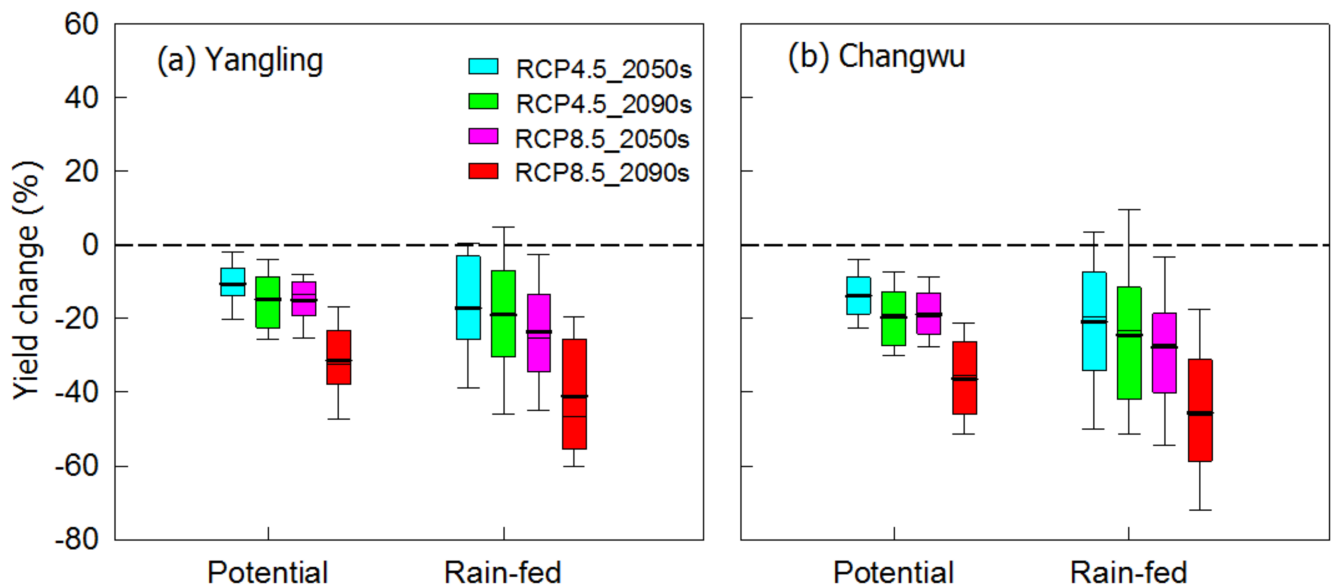 Yield change (%)
60
40
20
0
-20
-40
-60
-80
(a) Yangling
RCP4.5_2050s
RCP4.5_2090s
RCP8.5_2050s
RCP8.5_2090s
Potential
Rain-fed
(b) Changwu
Potential
Rain-fed